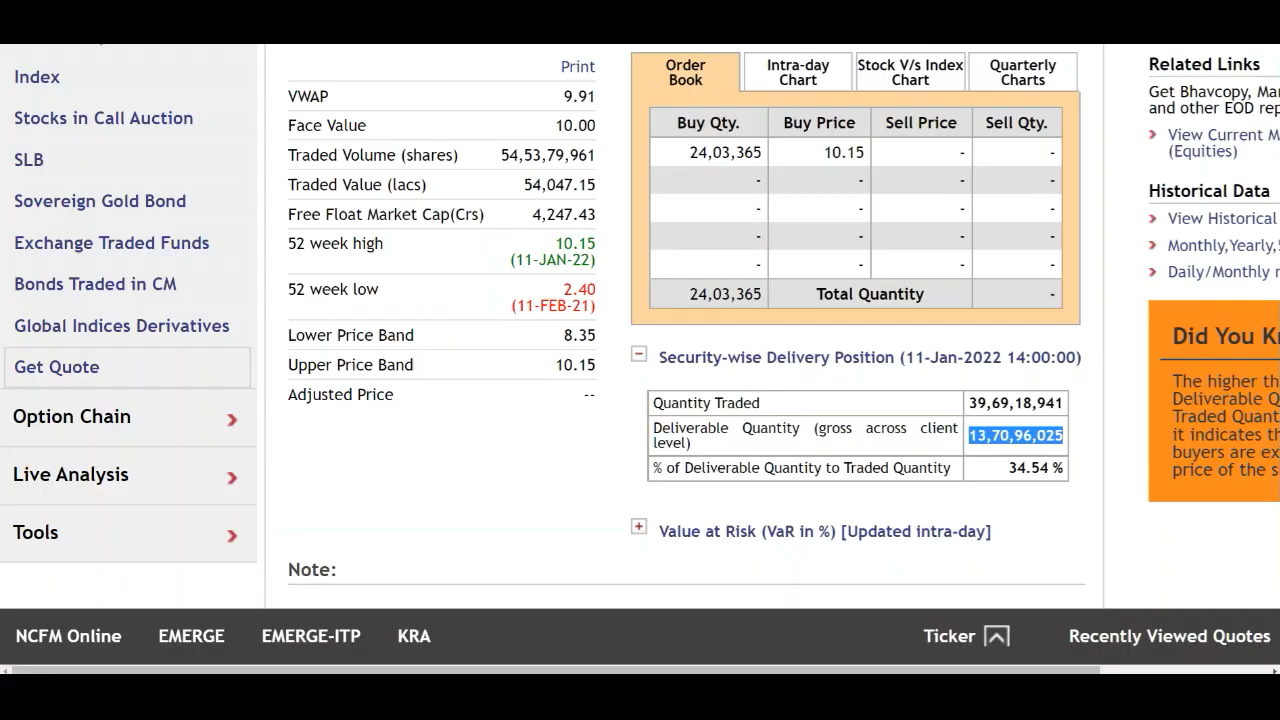 Index
Stocks in Call Auction
SLB
Sovereign Gold Bond
Exchange Traded Funds
Bonds Traded in CM
Global Indices Derivatives
Get Quote
Option Chain
Live Analysis
Tools
Print
VWAP 9.91
Face Value 10.00
Traded Volume (shares) 54,53,79,961
Traded Value (lacs) 54,047.15
Free Float Market Cap(Crs) 4,247.43
52 week high 10.15
(11-JAN-22)
52 week low 2.40
(11-FEB-21)
Lower Price Band 8.35
Upper Price Band 10.15
Adjusted Price --
Note:
Order Book
Intra-day Chart
Stock V/s Index Chart
Quarterly Charts
Buy Qty. Buy Price Sell Price Sell Qty.
24,03,365 10.15 - -
- - - -
- - - -
- - - -
- - - -
24,03,365 Total Quantity -
Security-wise Delivery Position (11-Jan-2022 14:00:00)
Quantity Traded 39,69,18,941
Deliverable Quantity (gross across client level) 13,70,96,025
% of Deliverable Quantity to Traded Quantity 34.54 %
Value at Risk (VaR in %) [Updated intra-day]
Related Links
Get Bhavcopy,
and other EOD
View Current
(Equities)
Historical Data
View Historical
Monthly,Yearly,
Daily/Monthly
Did You
The higher
Deliverable
Traded
it indicates
buyers are
price of the
NCFM Online EMERGE EMERGE-ITP KRA Ticker Recently Viewed Quotes